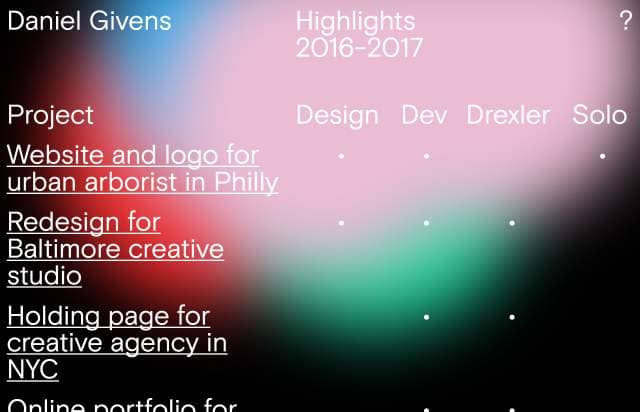 Daniel Givens
Highlights
2016–2017
?
Project
Design
Dev
Drexler
Solo
Website and logo for
urban arborist in Philly
Redesign for
Baltimore creative
studio
Holding page for
creative agency in
NYC
Online portfolio for